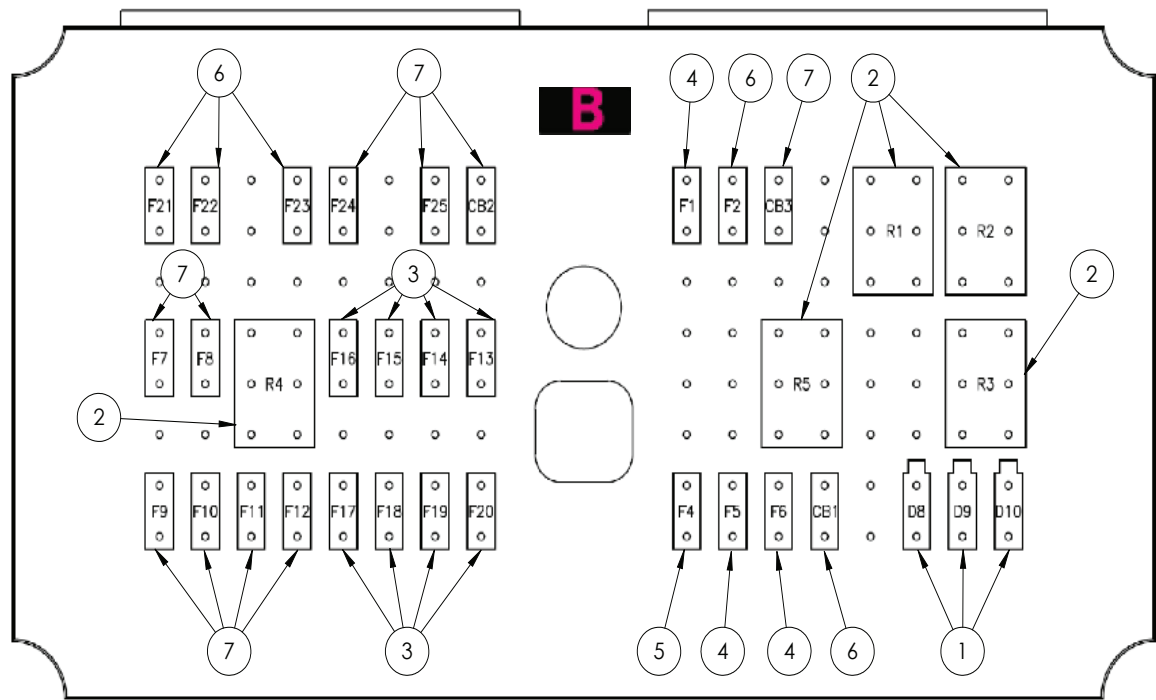 6 7 4 6 7 2
B
F21 F22 F23 F24 F25 CB2 F1 F2 CB3 R1 R2
7 3 2
F7 F8 R4 F16 F15 F14 F13 R5 R3
2
F9 F10 F11 F12 F17 F18 F19 F20 F4 F5 F6 CB1 D8 D9 D10
7 3 5 4 4 6 1